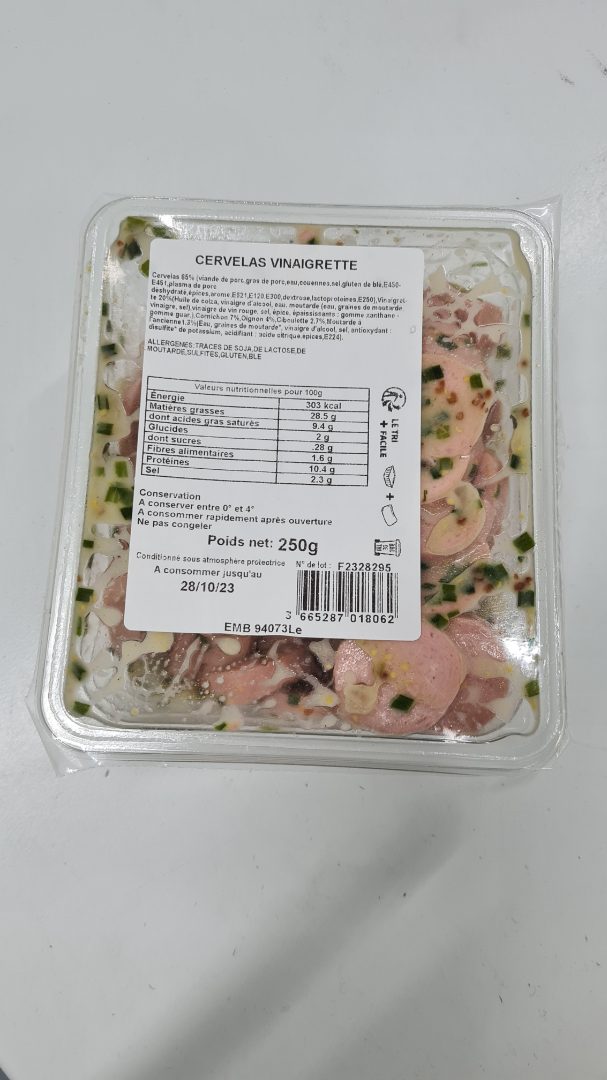 CERVELAS VINAIGRETTE
Cervelas 65% (viande de porc,gras de porc,eau,couennes,sel,gluten de blé,E450-
E451,plasma de porc
deshydraté,épices,arome,E621,E120,E300,dextrose,lactoproteines,E250),Vinaigret-
te 20%(Huile de colza, vinaigre d'alcool, eau, moutarde (eau, graines de moutarde,
vinaigre, sel) vinaigre de vin rouge, sel, épice, épaississants : gomme xanthane -
gomme guar,),Cornichon 7%,Oignon 4%,Ciboulette 2,7%,Moutarde à
l'ancienne1,3%(Eau, graines de moutarde*, vinaigre d'alcool, sel, antioxydant :
disulfite* de potassium, acidifiant : acide citrique,épices,E224).
ALLERGENES:TRACES DE SOJA,DE LACTOSE,DE
MOUTARDE,SULFITES,GLUTEN,BLE
Valeurs nutritionnelles pour 100g
Énergie 303 kcal
Matières grasses 28.5 g
dont acides gras saturés 9.4 g
Glucides 2 g
dont sucres .28 g
Fibres alimentaires 1.6 g
Protéines 10.4 g
Sel 2.3 g
LE TRI
+ FACILE
Conservation
A conserver entre 0° et 4°
A consommer rapidement après ouverture
Ne pas congeler
Poids net: 250g
Conditionné sous atmosphère protectrice
A consommer jusqu'au
28/10/23
N° de lot : F2328295
3 665287 018062
EMB 94073Le